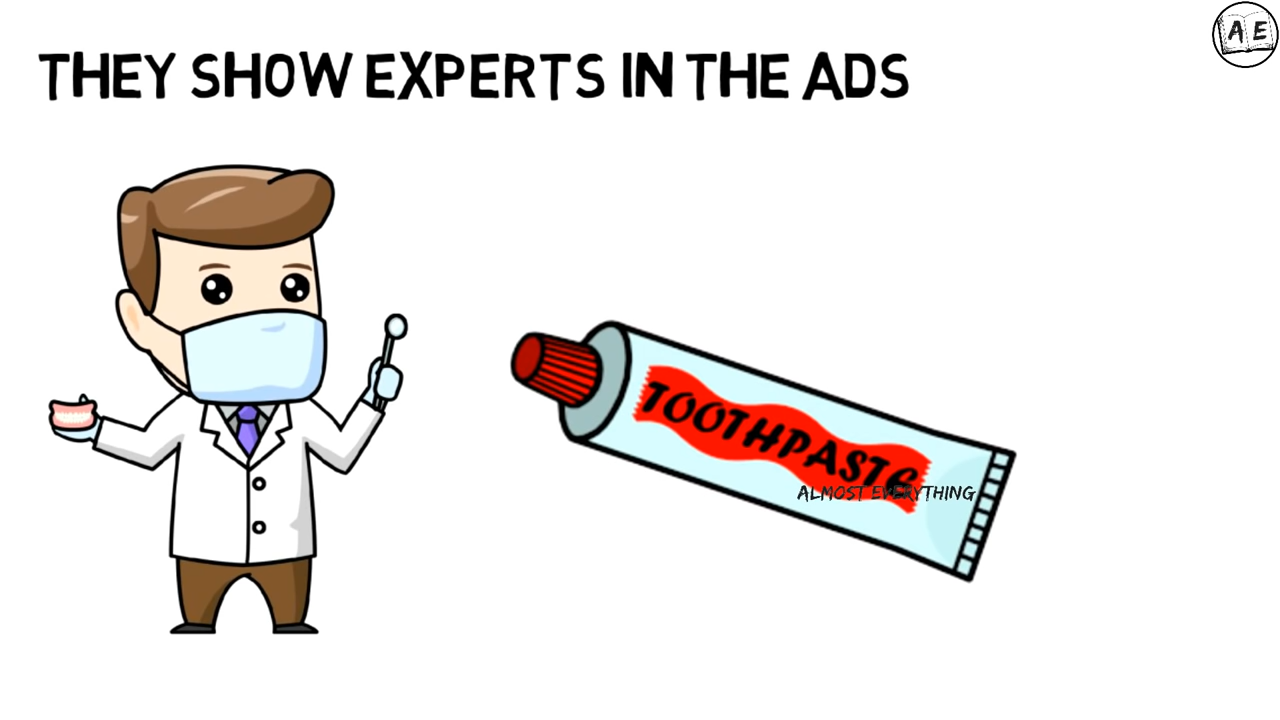 A E
THEY SHOW EXPERTS IN THE ADS
TOOTHPASTE
ALMOST EVERYTHING